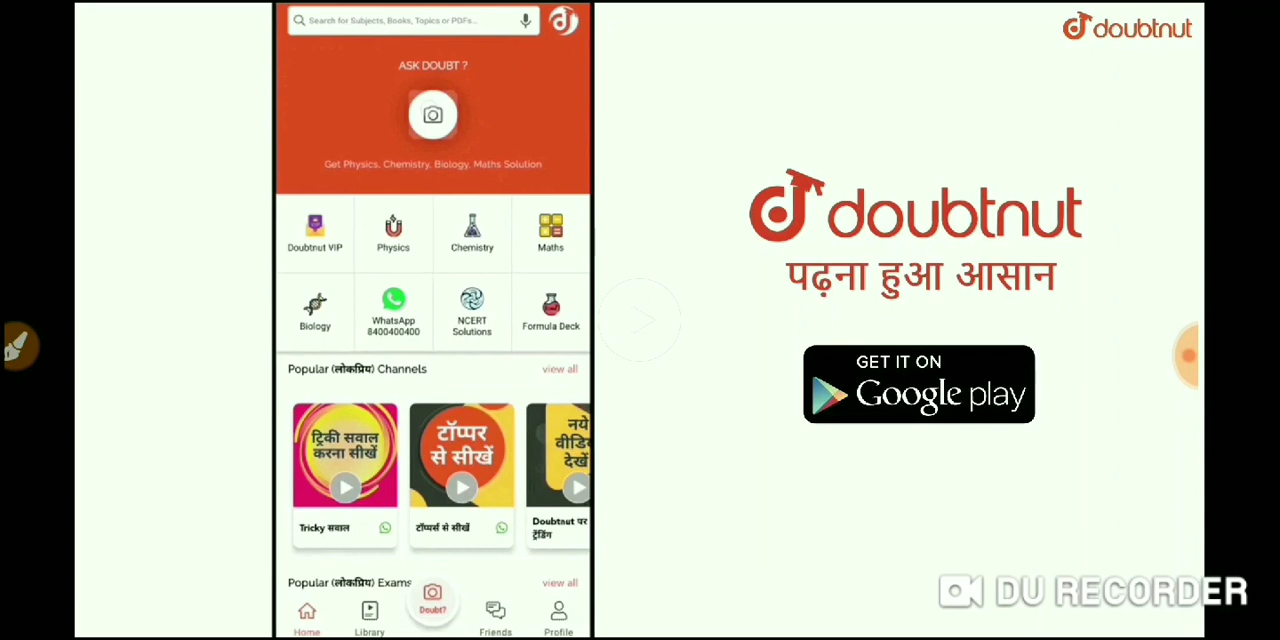 Search for Subjects, Books, Topics or PDFs...
doubtnut
ASK DOUBT ?
Get Physics, Chemistry, Biology, Maths Solution
Doubtnut VIP
Physics
Chemistry
Maths
Biology
WhatsApp
8400400400
NCERT
Solutions
Formula Deck
Popular (लोकप्रिय) Channels
view all
ट्रिकी सवाल
करना सीखें
टॉप्पर
से सीखें
नये
वीडि
देखें
Tricky सवाल
टॉप्पर्स से सीखें
Doubtnut पर
ट्रेंडिंग
Popular (लोकप्रिय) Exams
view all
Doubt?
Home
Library
Friends
Profile
doubtnut
पढ़ना हुआ आसान
GET IT ON
Google play
DU RECORDER